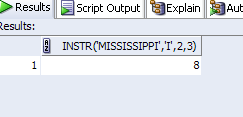 Results Script Output Explain Aut
Results:
INSTR('MISSISSIPPI','I',2,3)
1 8